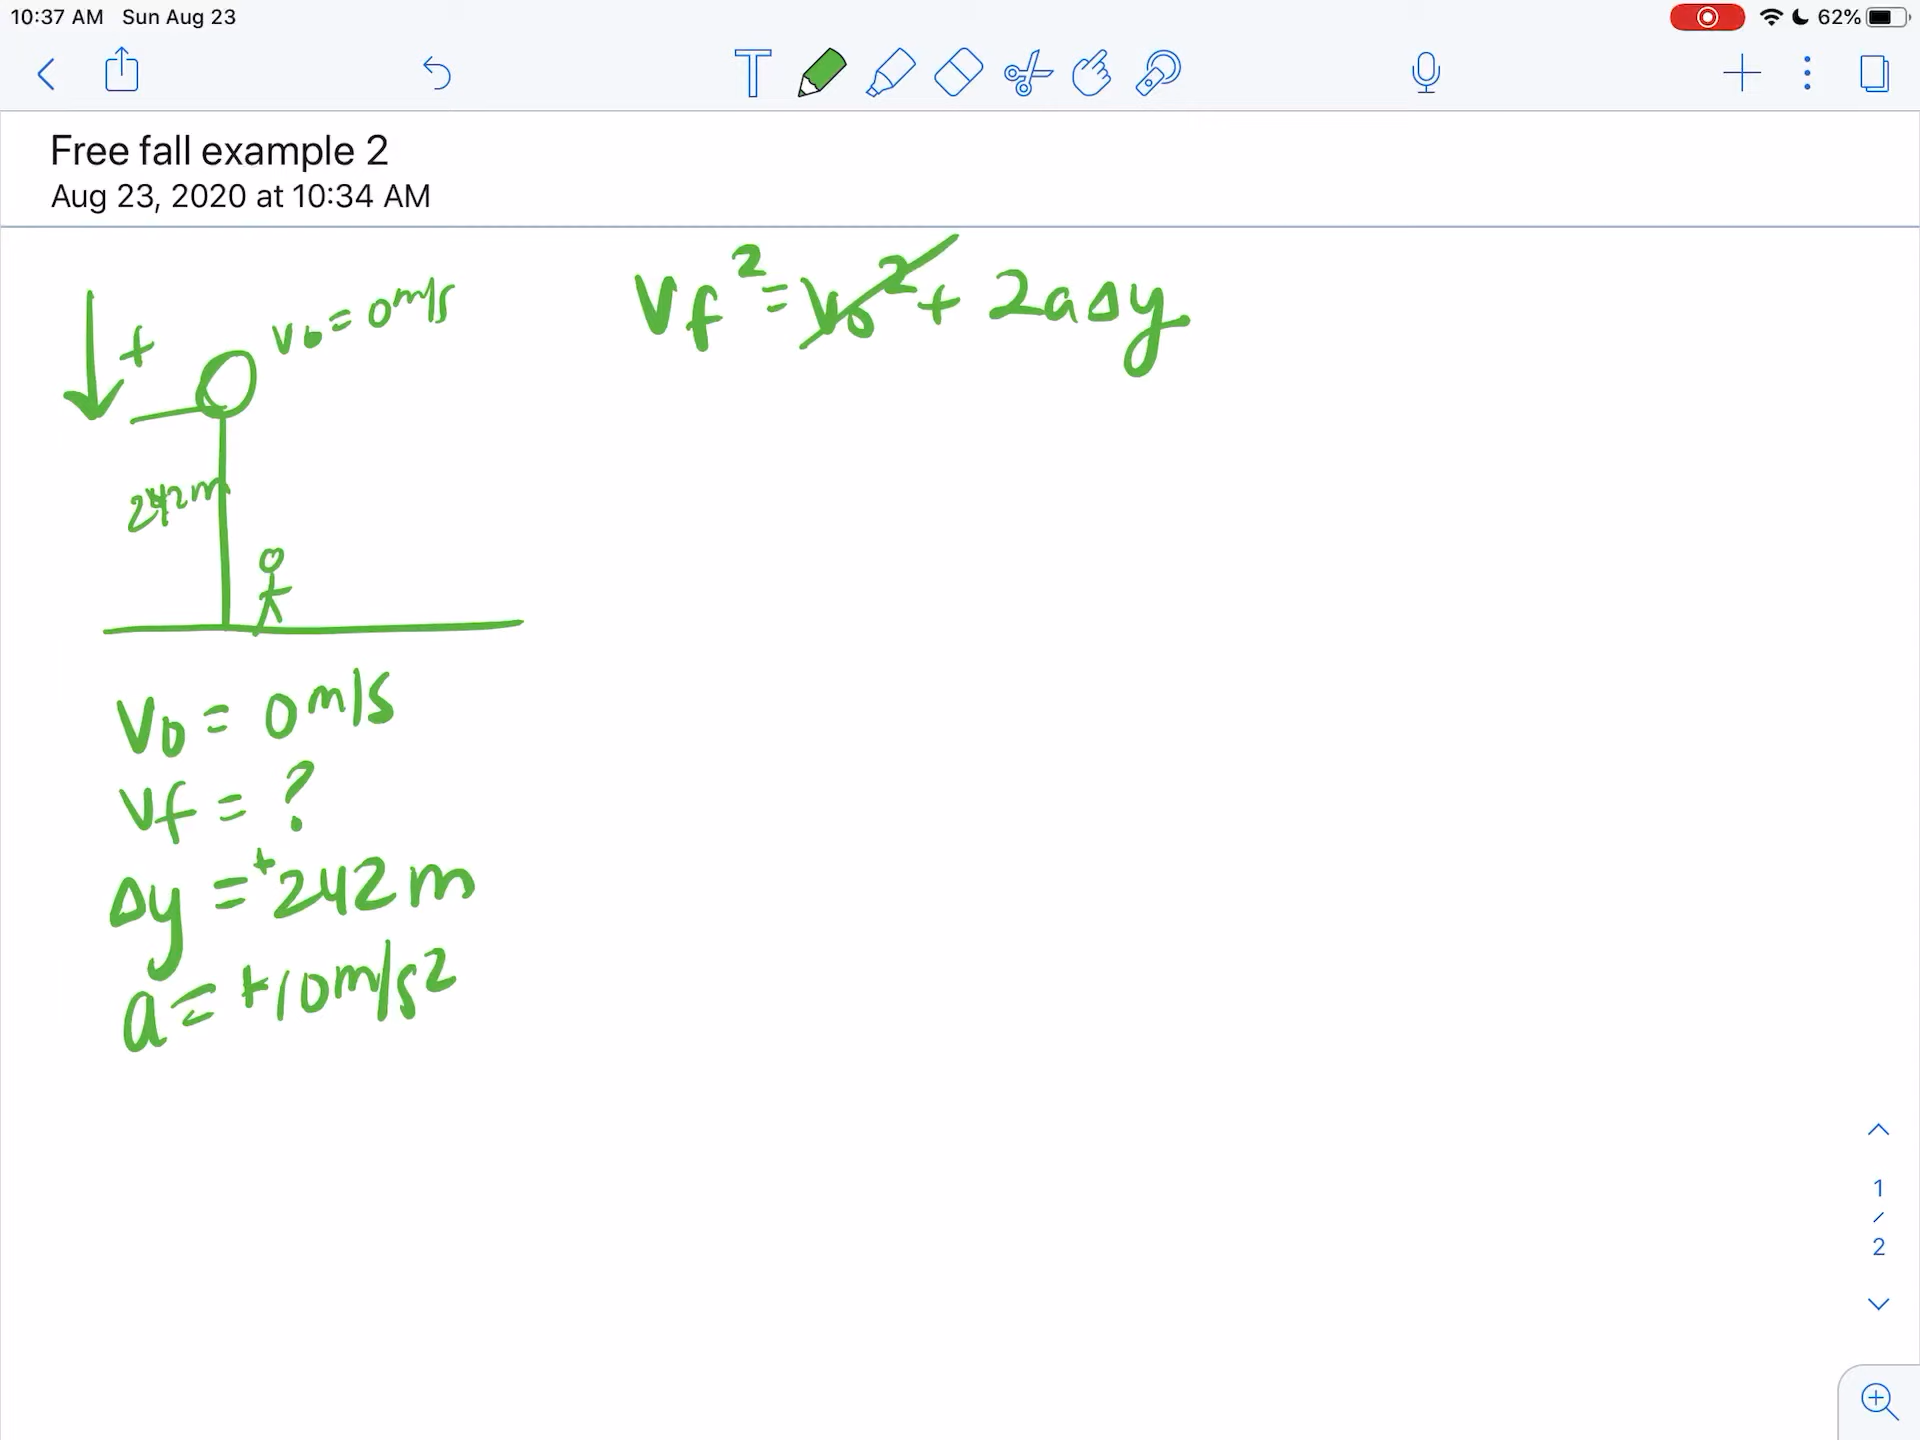 10:37 AM Sun Aug 23
62%
T
Free fall example 2
Aug 23, 2020 at 10:34 AM
+
v₀ = 0 m/s
242m
Vf² = V₀² + 2aΔy
V₀ = 0 m/s
Vf = ?
Δy = +242 m
a = +10 m/s²
1
/
2